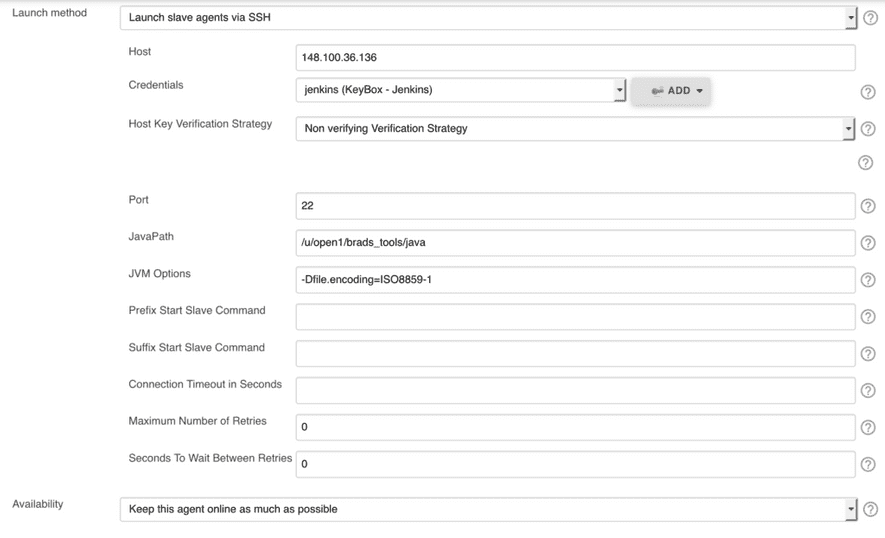 Launch method
Launch slave agents via SSH
Host
148.100.36.136
Credentials
jenkins (KeyBox - Jenkins)
ADD
Host Key Verification Strategy
Non verifying Verification Strategy
Port
22
JavaPath
/u/open1/brads_tools/java
JVM Options
-Dfile.encoding=ISO8859-1
Prefix Start Slave Command
Suffix Start Slave Command
Connection Timeout in Seconds
Maximum Number of Retries
0
Seconds To Wait Between Retries
0
Availability
Keep this agent online as much as possible